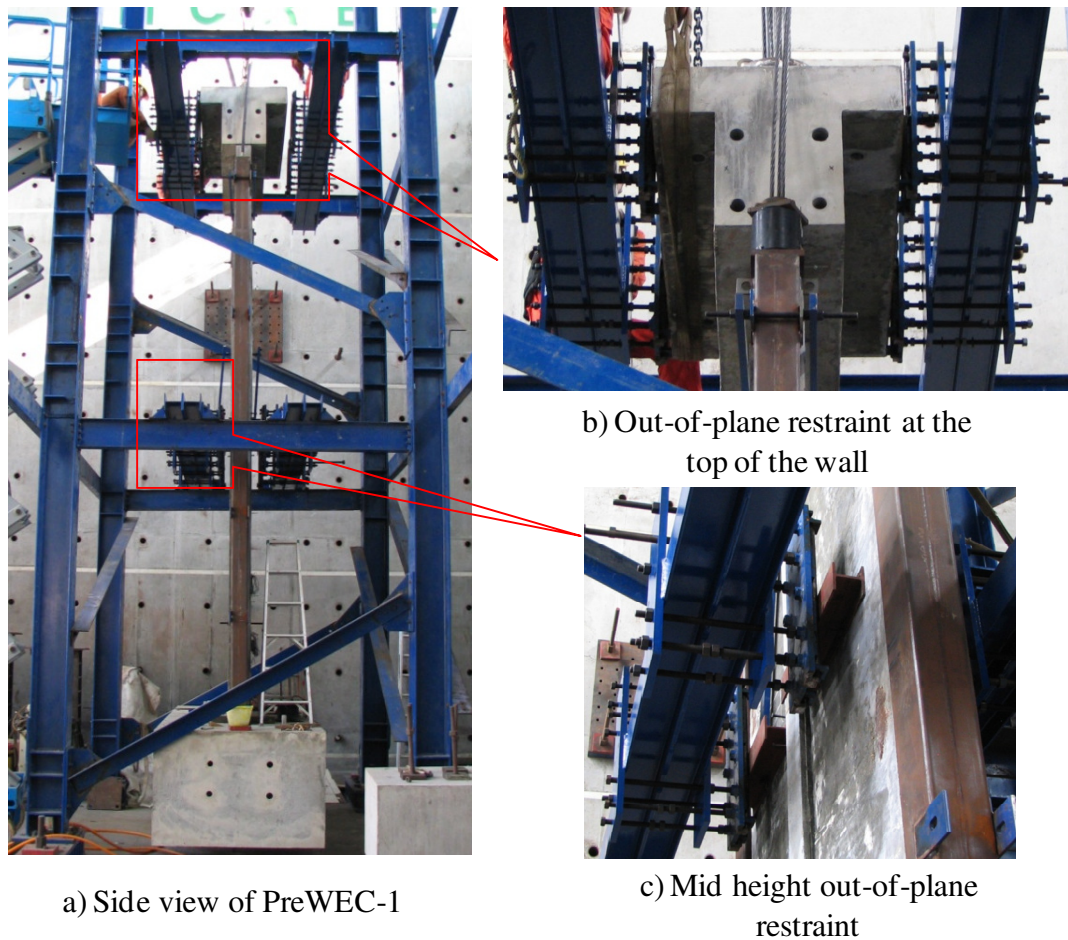 b) Out-of-plane restraint at the
top of the wall
a) Side view of PreWEC-1
c) Mid height out-of-plane
restraint